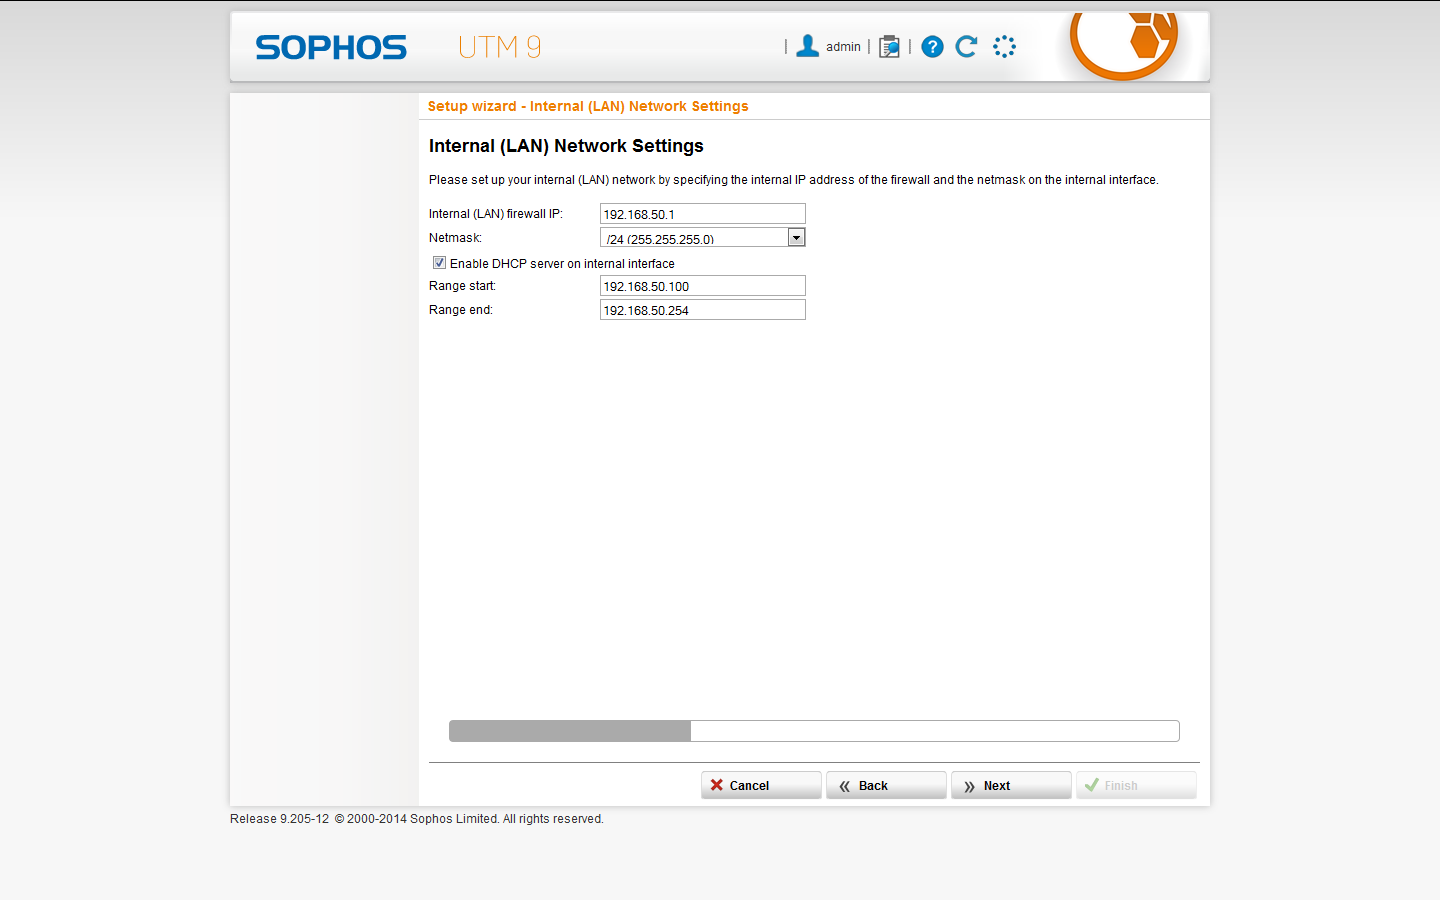 SOPHOS UTM 9 | admin | | ?
Setup wizard - Internal (LAN) Network Settings
Internal (LAN) Network Settings
Please set up your internal (LAN) network by specifying the internal IP address of the firewall and the netmask on the internal interface.
Internal (LAN) firewall IP: 192.168.50.1
Netmask: /24 (255.255.255.0)
Enable DHCP server on internal interface
Range start: 192.168.50.100
Range end: 192.168.50.254
Cancel « Back » Next Finish
Release 9.205-12 © 2000-2014 Sophos Limited. All rights reserved.